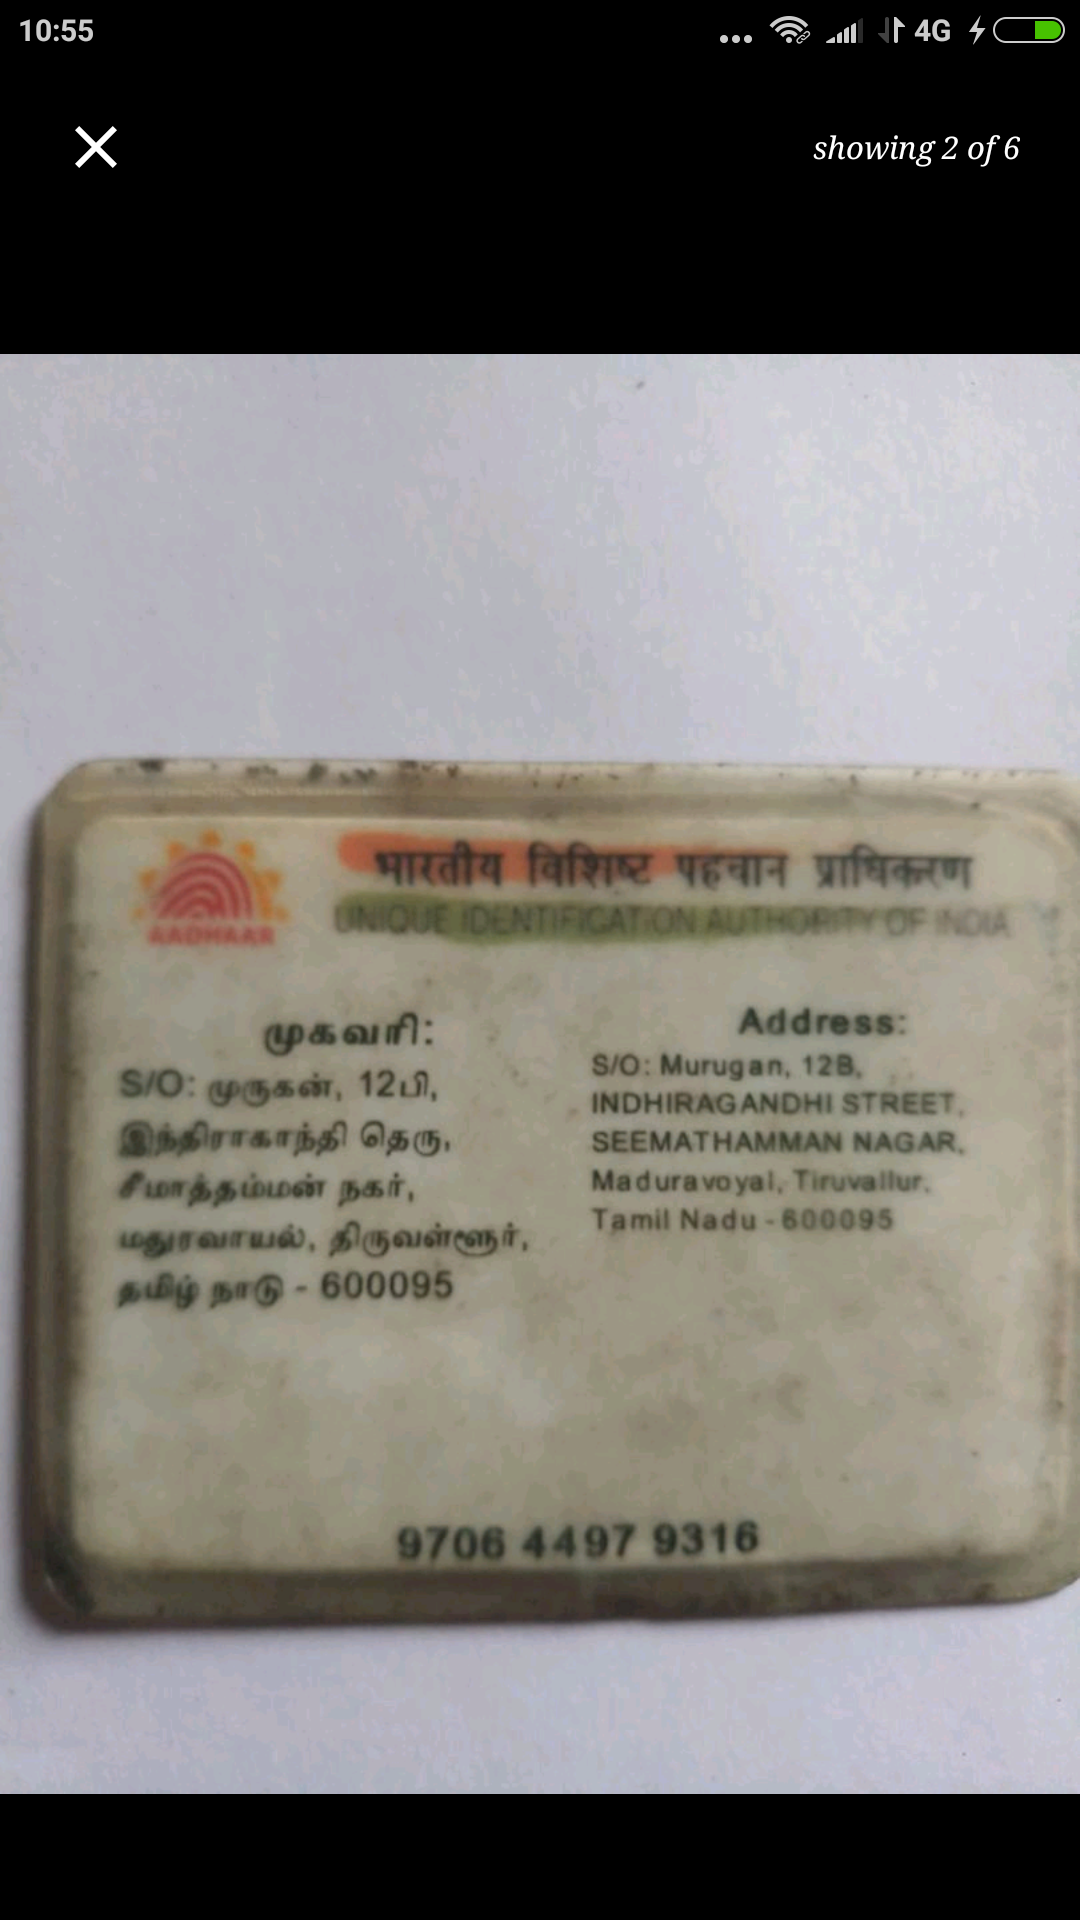 10:55
4G
showing 2 of 6
भारतीय विशिष्ट पहचान प्राधिकरण
AADHAAR
UNIQUE IDENTIFICATION AUTHORITY OF INDIA
முகவரி:
S/O: முருகன், 12பி,
இந்திராகாந்தி தெரு,
சீமாத்தம்மன் நகர்,
மதுரவாயல், திருவள்ளூர்,
தமிழ் நாடு - 600095
Address:
S/O: Murugan, 12B,
INDHIRAGANDHI STREET,
SEEMATHAMMAN NAGAR,
Maduravoyal, Tiruvallur,
Tamil Nadu - 600095
9706 4497 9316